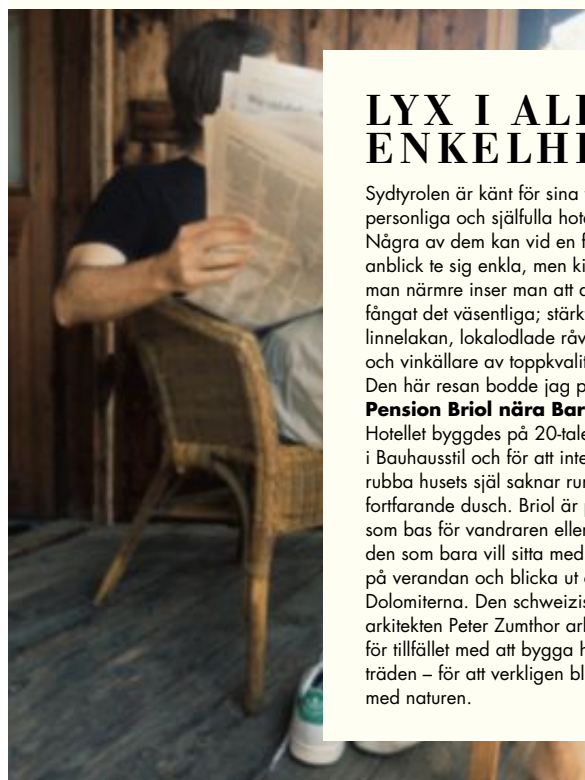 LYX I ALL
ENKELHE
Sydtyrolen är känt för sina
personliga och själfulla hote
Några av dem kan vid en f
anblick te sig enkla, men ki
man närmre inser man att
fångat det väsentliga; stärk
linnelakan, lokalodlade råv
och vinkällare av toppkvalit
Den här resan bodde jag p
Pension Briol nära Bar
Hotellet byggdes på 20-tale
i Bauhausstil och för att inte
rubba husets själ saknar ru
fortfarande dusch. Briol är
som bas för vandraren eller
den som bara vill sitta med
på verandan och blicka ut
Dolomiterna. Den schweizis
arkitekten Peter Zumthor arb
för tillfället med att bygga h
träden – för att verkligen bl
med naturen.